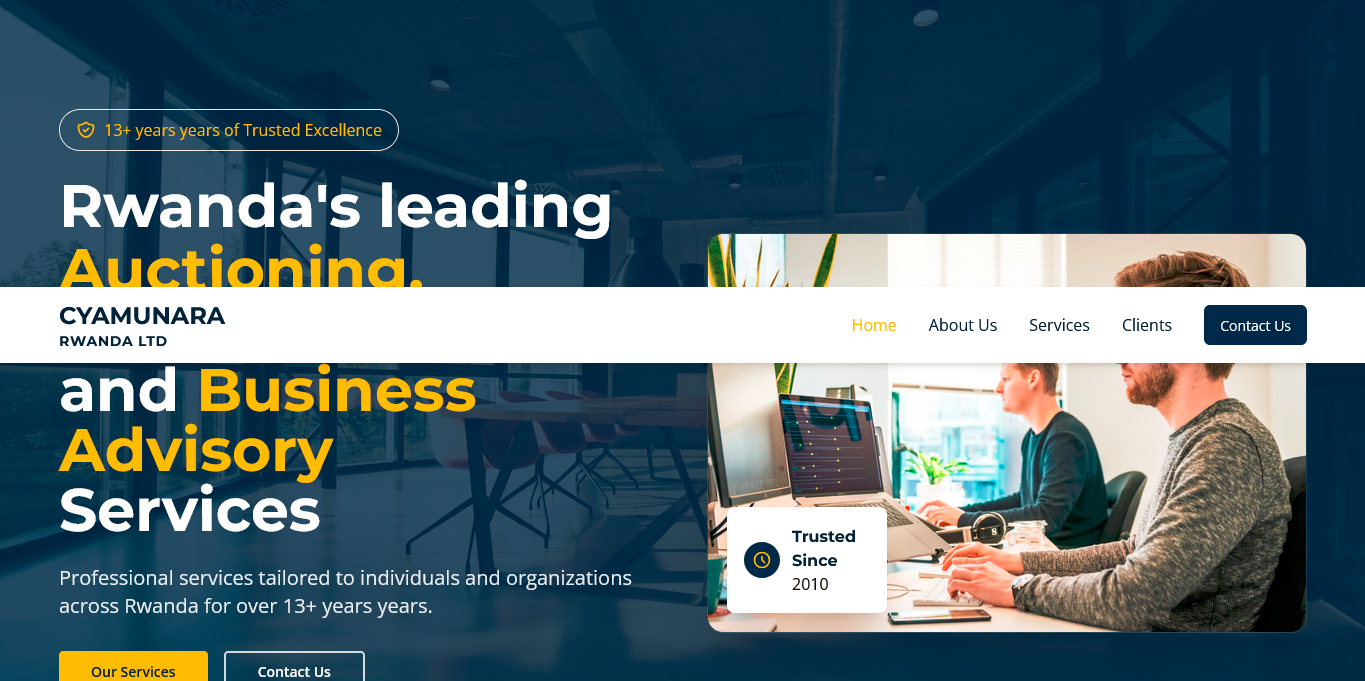 13+ years years of Trusted Excellence
Rwanda's leading
Auctioning,
CYAMUNARA
RWANDA LTD
Home
About Us
Services
Clients
Contact Us
and Business
Advisory
Services
Trusted
Since
2010
Professional services tailored to individuals and organizations
across Rwanda for over 13+ years years.
Our Services
Contact Us